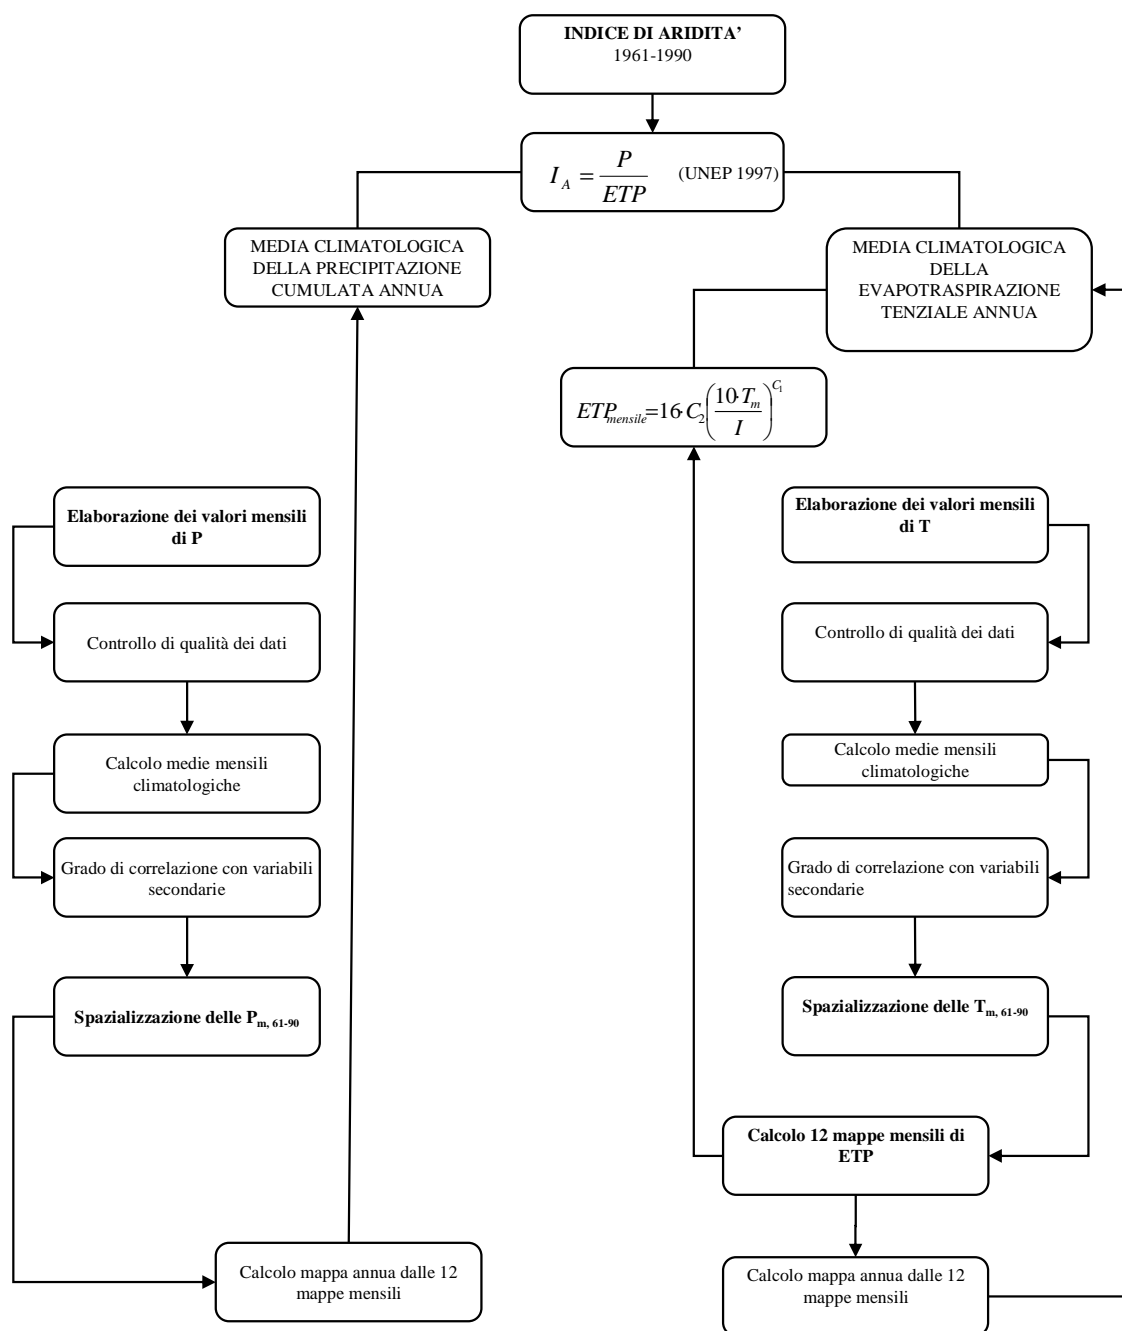 INDICE DI ARIDITA’
1961-1990
I_A = P / ETP (UNEP 1997)
MEDIA CLIMATOLOGICA
DELLA PRECIPITAZIONE
CUMULATA ANNUA
MEDIA CLIMATOLOGICA
DELLA
EVAPOTRASPIRAZIONE
TENZIALE ANNUA
ETP_mensile=16·C_2(10·T_m / I)^C_1
Elaborazione dei valori mensili
di P
Controllo di qualità dei dati
Calcolo medie mensili
climatologiche
Grado di correlazione con variabili
secondarie
Spazializzazione delle P_m, 61-90
Calcolo mappa annua dalle 12
mappe mensili
Elaborazione dei valori mensili
di T
Controllo di qualità dei dati
Calcolo medie mensili
climatologiche
Grado di correlazione con variabili
secondarie
Spazializzazione delle T_m, 61-90
Calcolo 12 mappe mensili di
ETP
Calcolo mappa annua dalle 12
mappe mensili